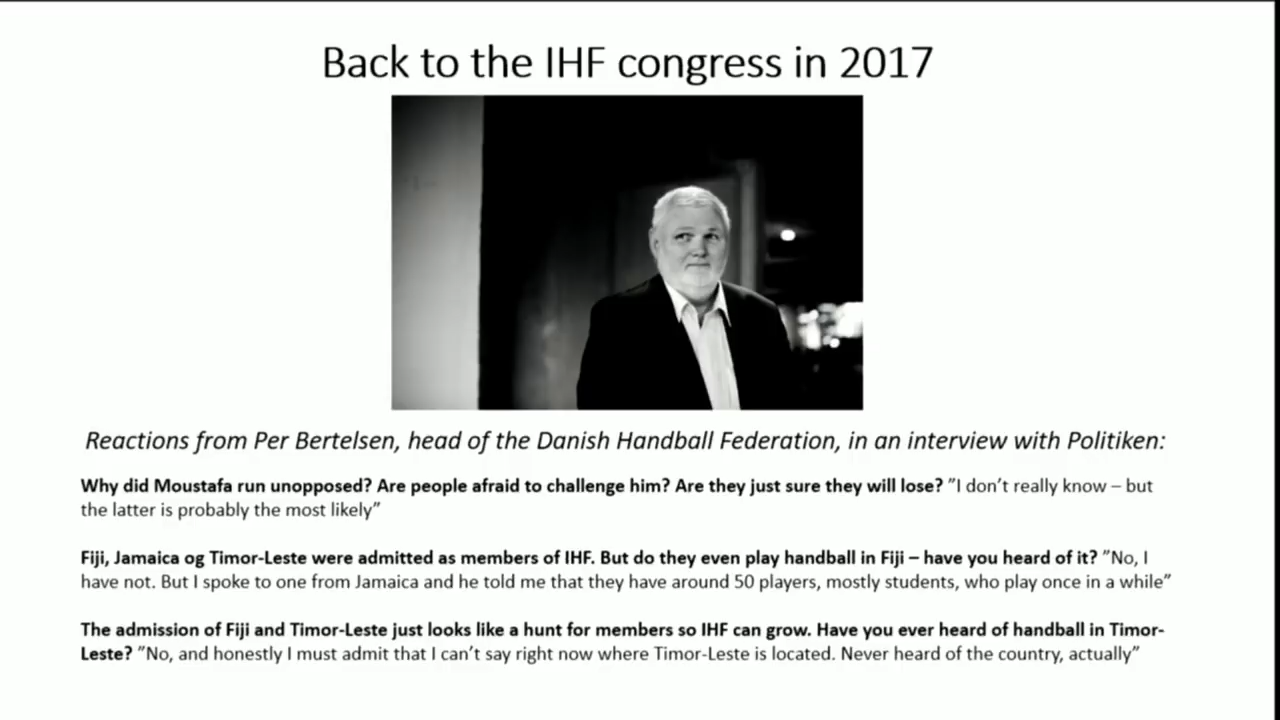 Back to the IHF congress in 2017
Reactions from Per Bertelsen, head of the Danish Handball Federation, in an interview with Politiken:
Why did Moustafa run unopposed? Are people afraid to challenge him? Are they just sure they will lose? ”I don’t really know – but
the latter is probably the most likely”
Fiji, Jamaica og Timor-Leste were admitted as members of IHF. But do they even play handball in Fiji – have you heard of it? ”No, I
have not. But I spoke to one from Jamaica and he told me that they have around 50 players, mostly students, who play once in a while”
The admission of Fiji and Timor-Leste just looks like a hunt for members so IHF can grow. Have you ever heard of handball in Timor-
Leste? ”No, and honestly I must admit that I can’t say right now where Timor-Leste is located. Never heard of the country, actually”